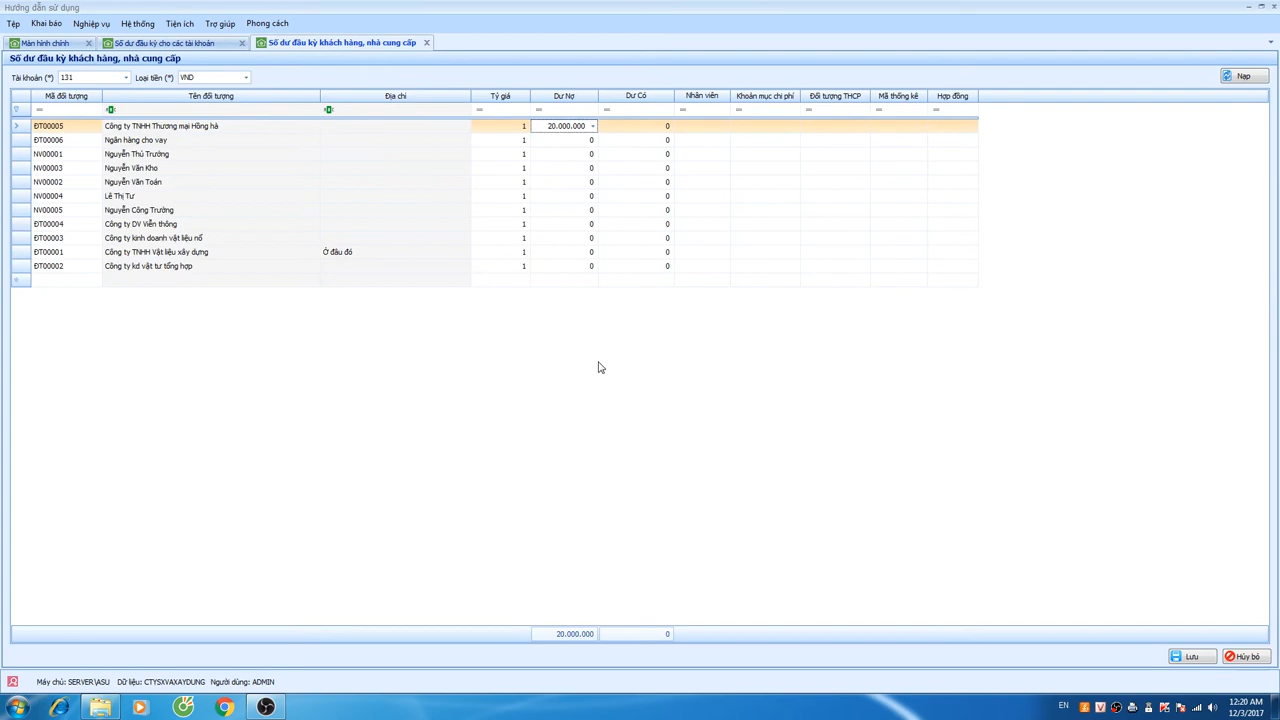 Hướng dẫn sử dụng
Tệp Khai báo Nghiệp vụ Hệ thống Tiện ích Trợ giúp Phong cách
Màn hình chính Số dư đầu kỳ cho các tài khoản Số dư đầu kỳ khách hàng, nhà cung cấp
Số dư đầu kỳ khách hàng, nhà cung cấp
Tài khoản (*) 131 Loại tiền (*) VND Nạp
Mã đối tượng Tên đối tượng Địa chỉ Tỷ giá Dư Nợ Dư Có Nhân viên Khoản mục chi phí Đối tượng THCP Mã thống kê Hợp đồng
= = = = = = = = =
ĐT00005 Công ty TNHH Thương mại Hồng hà 1 20.000.000 0
ĐT00006 Ngân hàng cho vay 1 0 0
NV00001 Nguyễn Thủ Trưởng 1 0 0
NV00003 Nguyễn Văn Kho 1 0 0
NV00002 Nguyễn Văn Toán 1 0 0
NV00004 Lê Thị Tư 1 0 0
NV00005 Nguyễn Công Trường 1 0 0
ĐT00004 Công ty DV Viễn thông 1 0 0
ĐT00003 Công ty kinh doanh vật liệu nổ 1 0 0
ĐT00001 Công ty TNHH Vật liệu xây dựng Ở đâu đó 1 0 0
ĐT00002 Công ty kd vật tư tổng hợp 1 0 0
20.000.000 0
Lưu Hủy bỏ
Máy chủ: SERVER\ASU Dữ liệu: CTYSXVAXAYDUNG Người dùng: ADMIN
EN 12:20 AM
12/3/2017